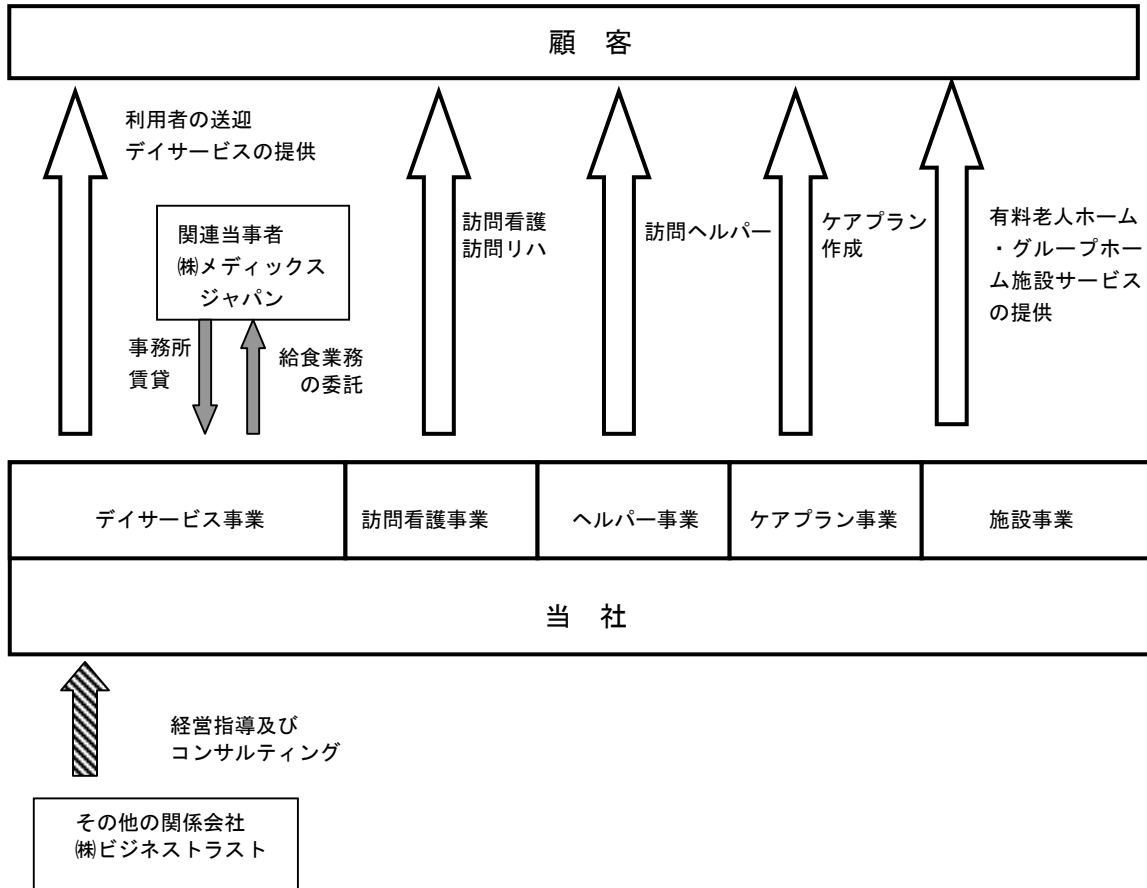 顧　客
利用者の送迎
デイサービスの提供
関連当事者
㈱メディックス
ジャパン
事務所
賃貸
給食業務
の委託
訪問看護
訪問リハ
訪問ヘルパー
ケアプラン
作成
有料老人ホーム
・グループホー
ム施設サービス
の提供
デイサービス事業
訪問看護事業
ヘルパー事業
ケアプラン事業
施設事業
当　社
経営指導及び
コンサルティング
その他の関係会社
㈱ビジネストラスト